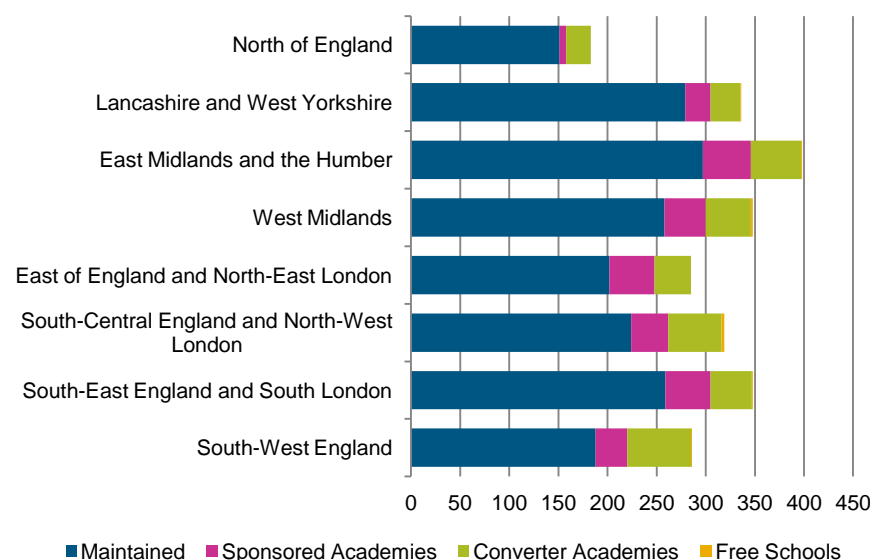 North of England
Lancashire and West Yorkshire
East Midlands and the Humber
West Midlands
East of England and North-East London
South-Central England and North-West
London
South-East England and South London
South-West England
0 50 100 150 200 250 300 350 400 450
Maintained Sponsored Academies Converter Academies Free Schools